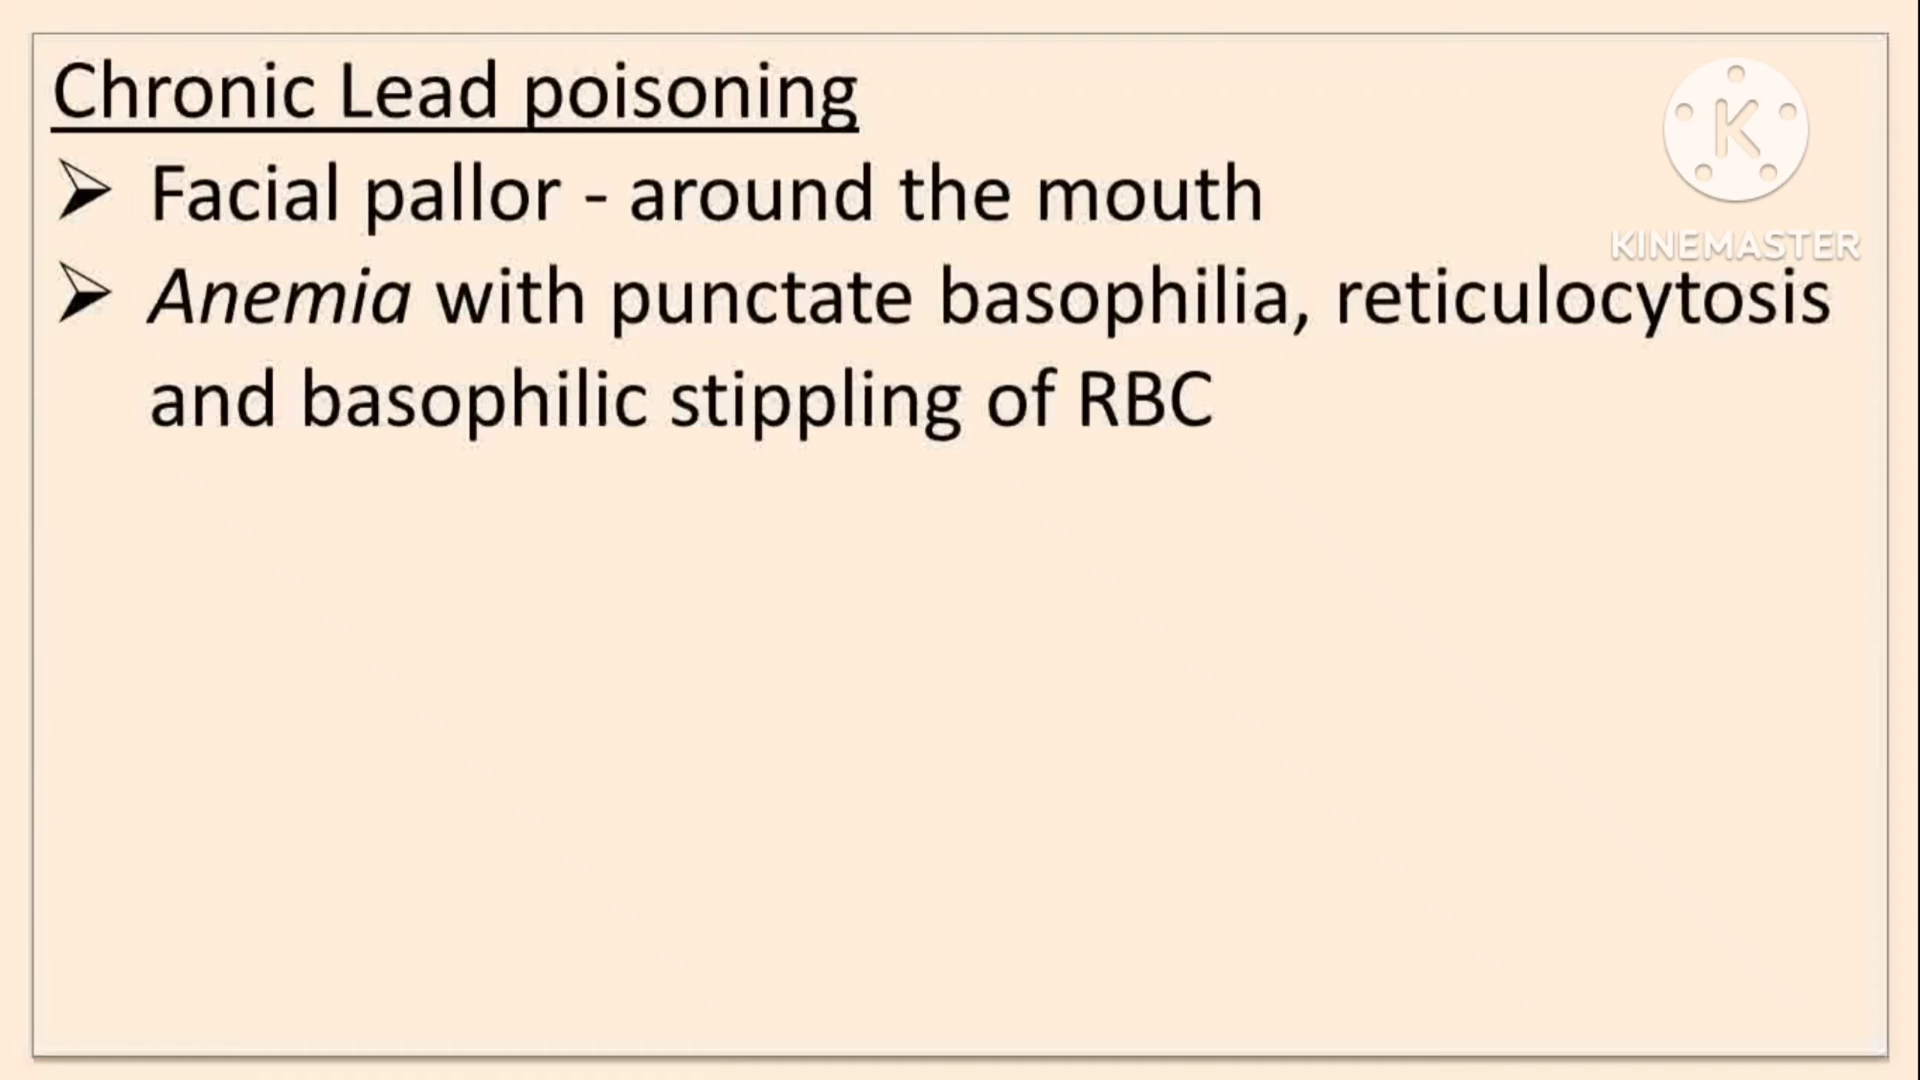 Chronic Lead poisoning
➢ Facial pallor - around the mouth
➢ Anemia with punctate basophilia, reticulocytosis
and basophilic stippling of RBC
K
KINEMASTER